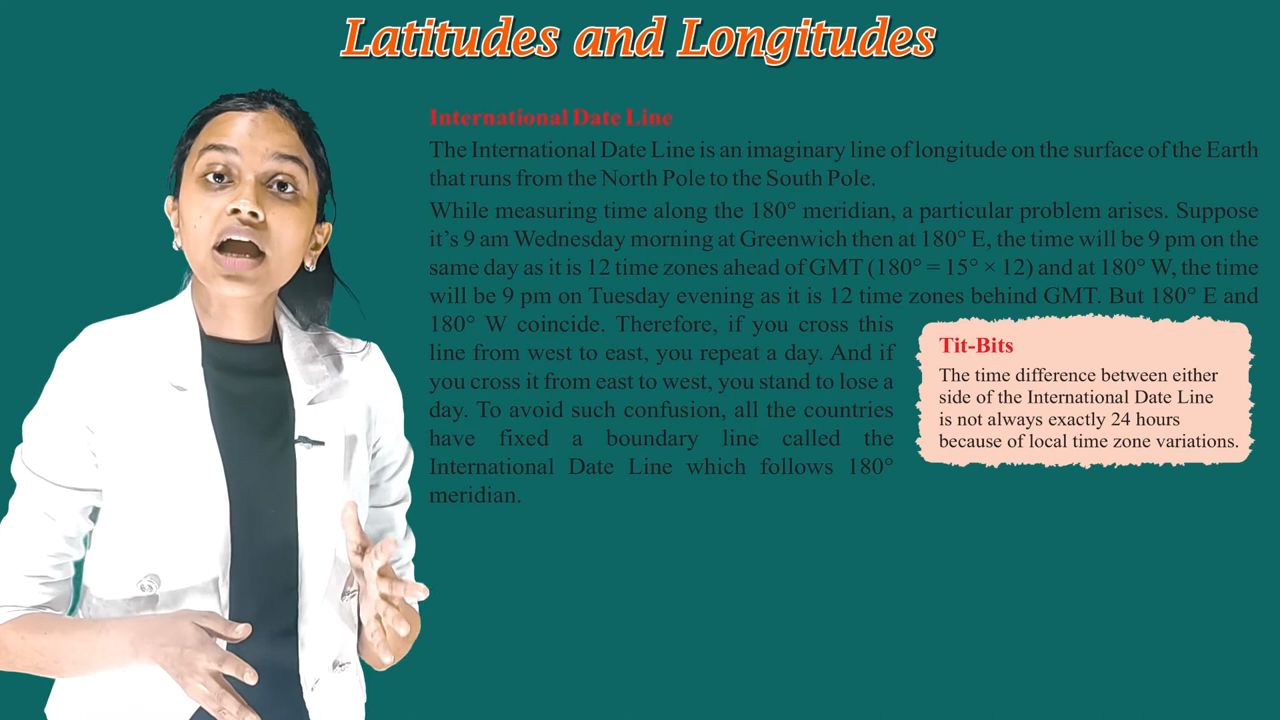 Latitudes and Longitudes
International Date Line
The International Date Line is an imaginary line of longitude on the surface of the Earth
that runs from the North Pole to the South Pole.
While measuring time along the 180° meridian, a particular problem arises. Suppose
it's 9 am Wednesday morning at Greenwich then at 180° E, the time will be 9 pm on the
same day as it is 12 time zones ahead of GMT (180° = 15° × 12) and at 180° W, the time
will be 9 pm on Tuesday evening as it is 12 time zones behind GMT. But 180° E and
180° W coincide. Therefore, if you cross this
line from west to east, you repeat a day. And if
you cross it from east to west, you stand to lose a
day. To avoid such confusion, all the countries
have fixed a boundary line called the
International Date Line which follows 180°
meridian.
Tit-Bits
The time difference between either
side of the International Date Line
is not always exactly 24 hours
because of local time zone variations.